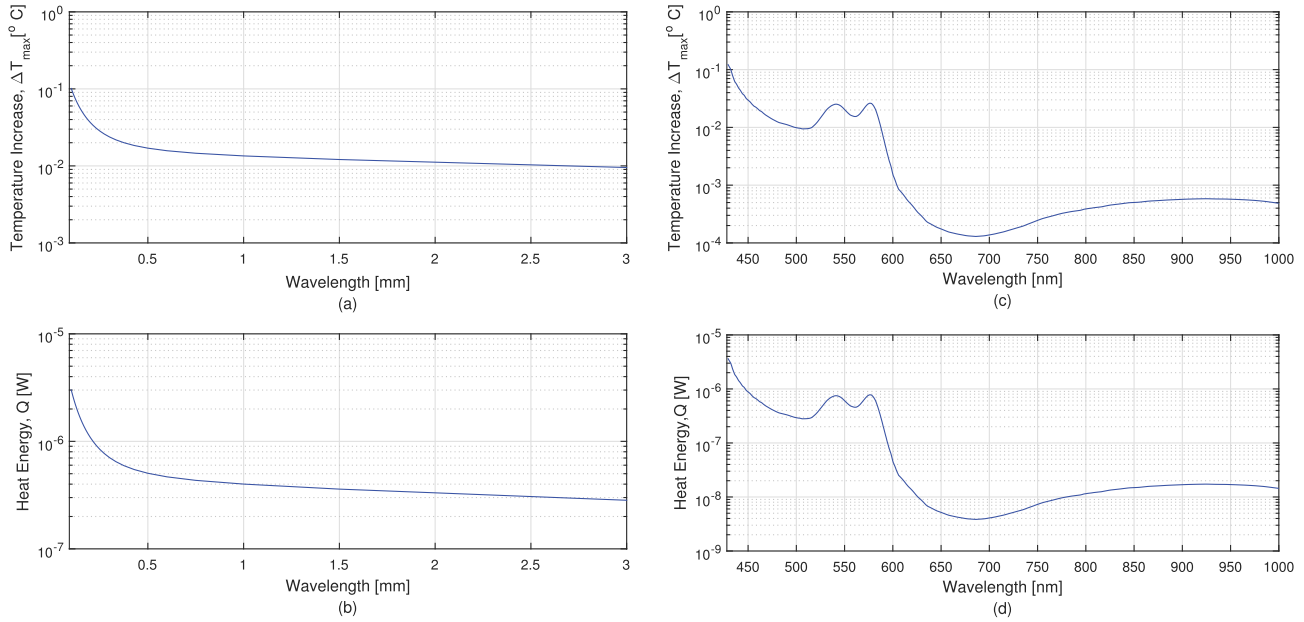 Temperature Increase, ΔT_max[° C]
10^0
10^-1
10^-2
10^-3
0.5 1 1.5 2 2.5 3
Wavelength [mm]
(a)
Heat Energy, Q [W]
10^-5
10^-6
10^-7
0.5 1 1.5 2 2.5 3
Wavelength [mm]
(b)
Temperature Increase, ΔT_max[° C]
10^0
10^-1
10^-2
10^-3
10^-4
450 500 550 600 650 700 750 800 850 900 950 1000
Wavelength [nm]
(c)
Heat Energy,Q [W]
10^-5
10^-6
10^-7
10^-8
10^-9
450 500 550 600 650 700 750 800 850 900 950 1000
Wavelength [nm]
(d)